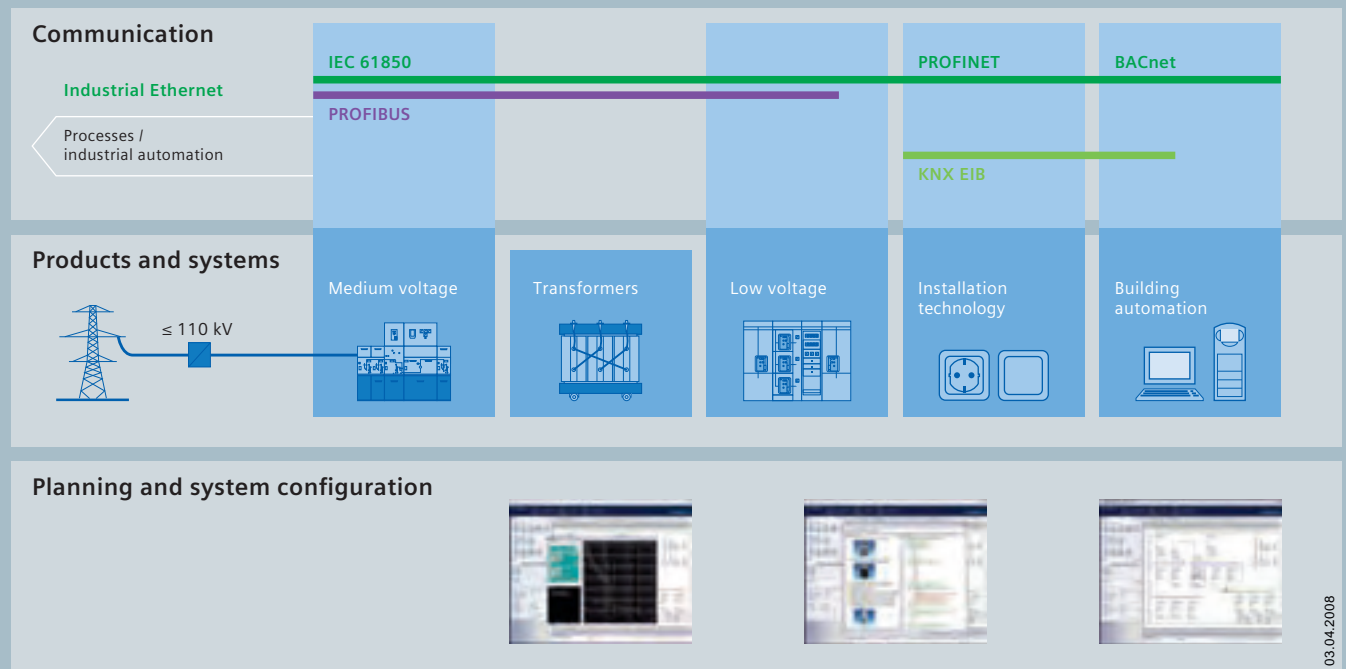 Communication
IEC 61850
PROFINET
BACnet
Industrial Ethernet
PROFIBUS
Processes /
industrial automation
KNX EIB
Products and systems
Medium voltage
Transformers
Low voltage
Installation
technology
Building
automation
≤ 110 kV
Planning and system configuration
03.04.2008